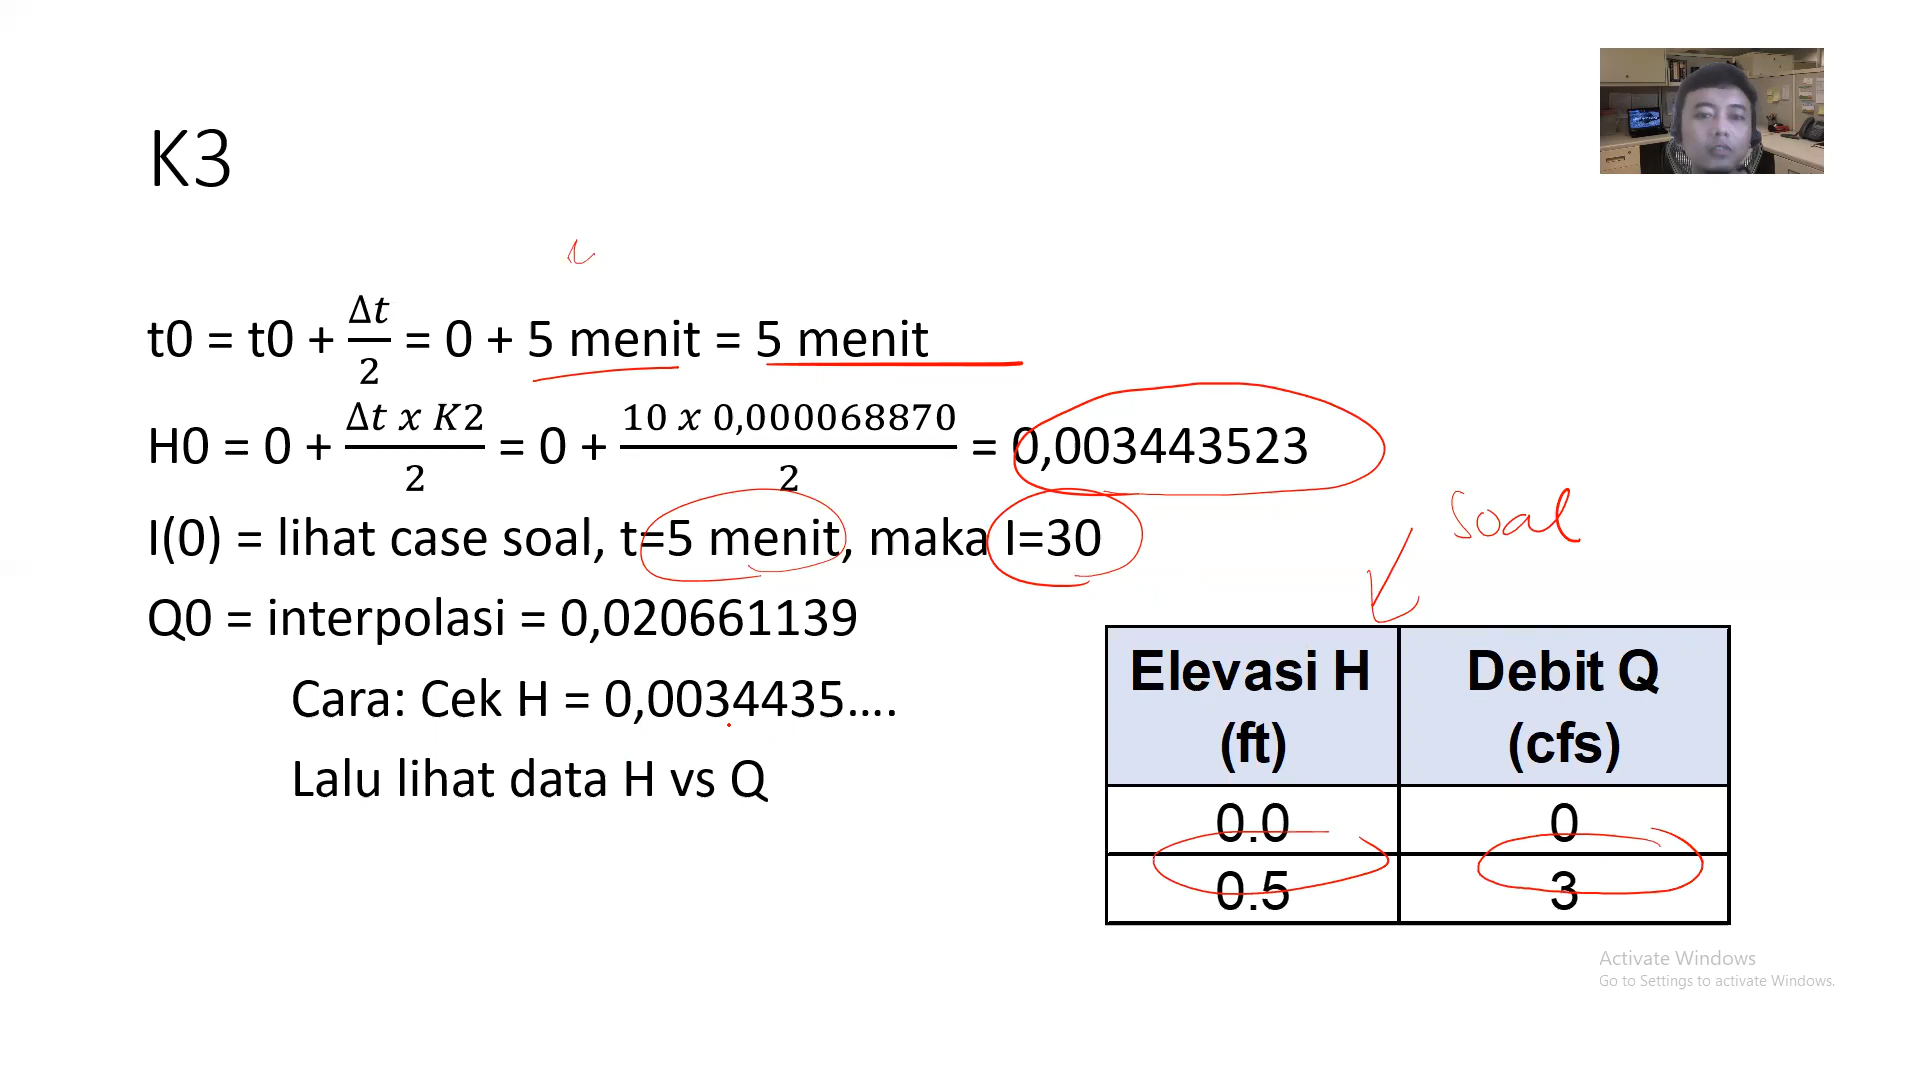 K3
t0 = t0 + Δt/2 = 0 + 5 menit = 5 menit
H0 = 0 + Δt x K2/2 = 0 + 10 x 0,000068870/2 = 0,003443523
I(0) = lihat case soal, t=5 menit, maka I=30
soal
Q0 = interpolasi = 0,020661139
Cara: Cek H = 0,0034435....
Lalu lihat data H vs Q
Elevasi H (ft) Debit Q (cfs)
0.0 0
0.5 3
Activate Windows
Go to Settings to activate Windows.